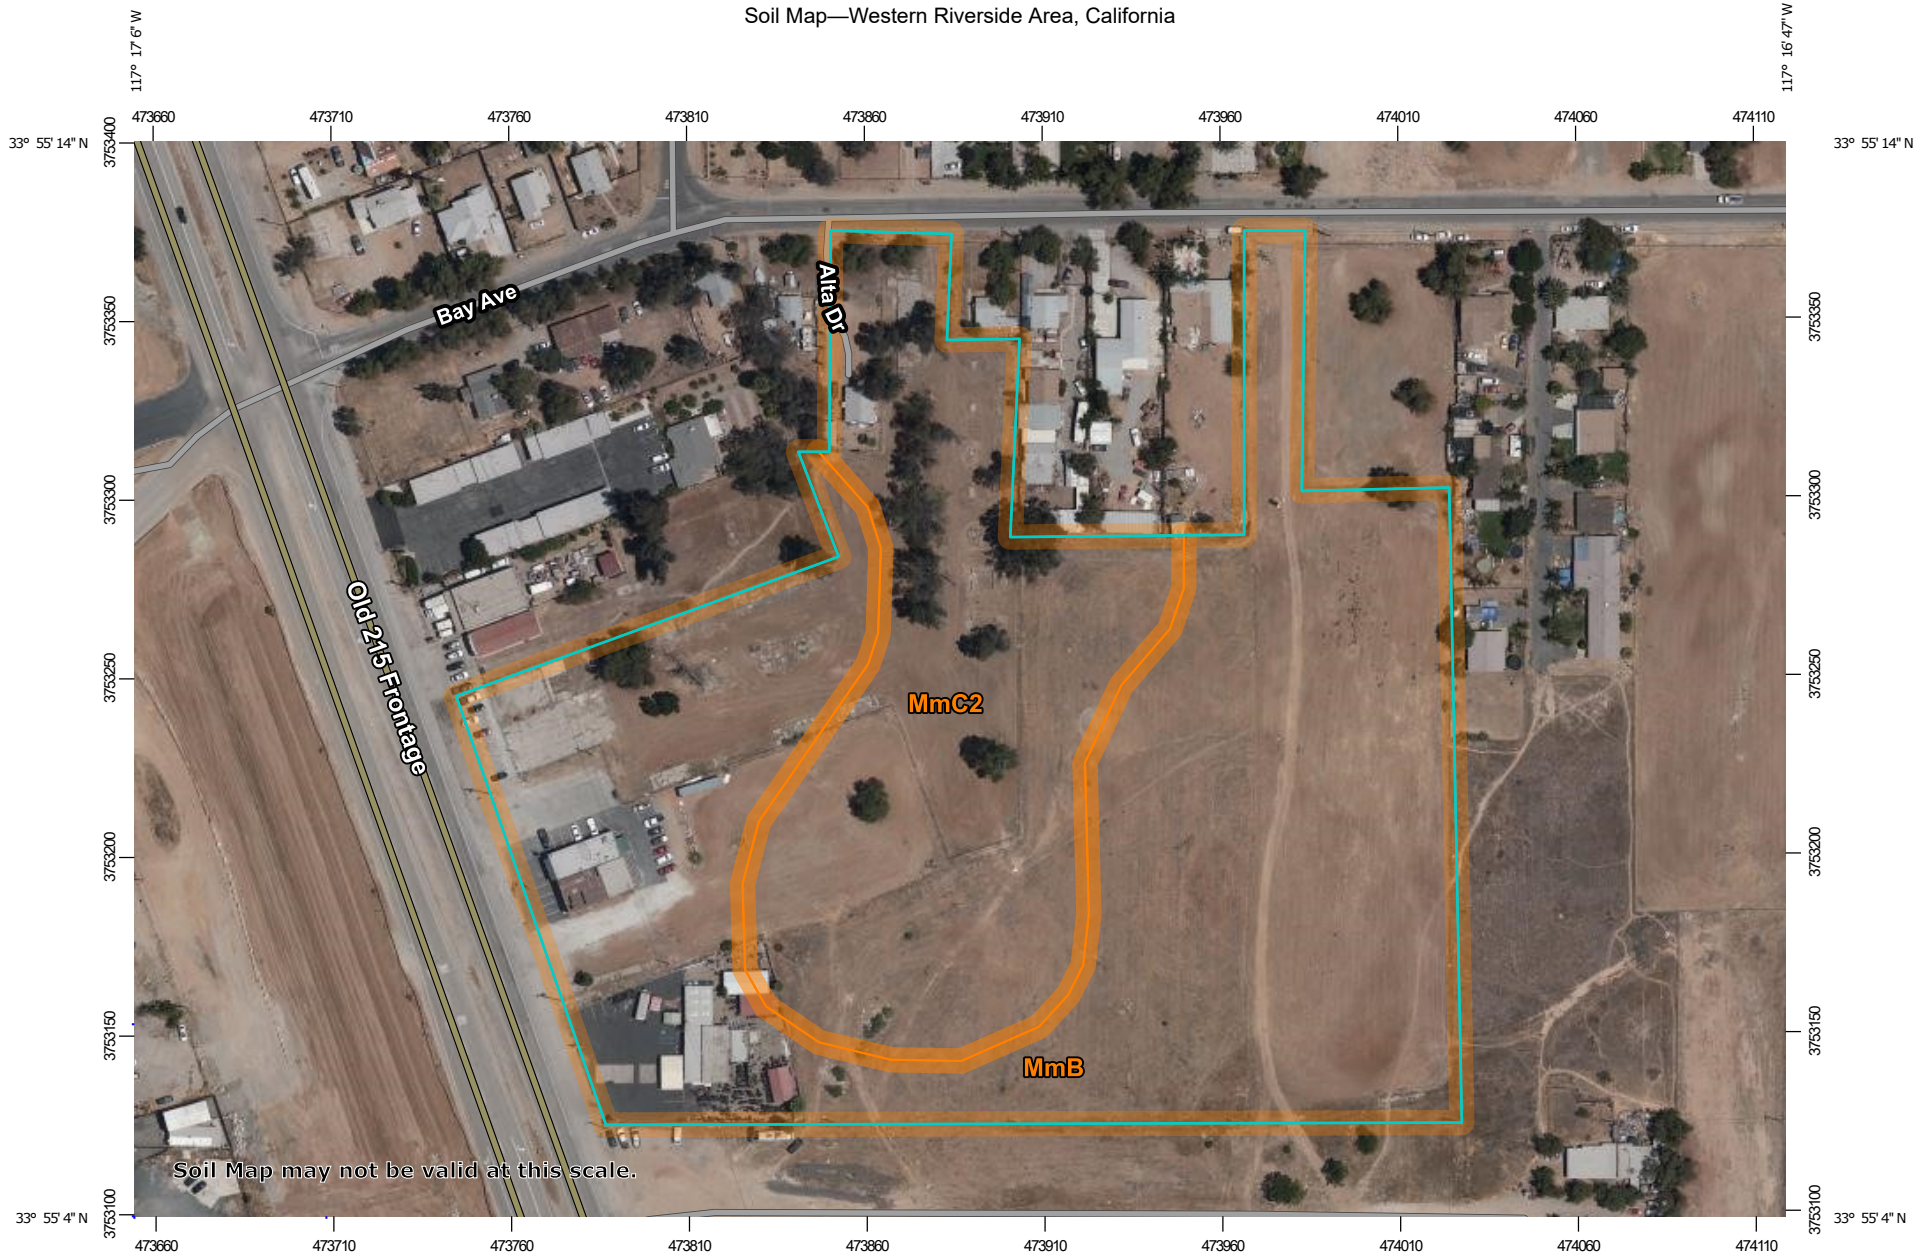 Soil Map—Western Riverside Area, California
117° 17' 6'' W
117° 16' 47'' W
473660 473710 473760 473810 473860 473910 473960 474010 474060 474110
33° 55' 14'' N
33° 55' 14'' N
3753400
3753350
3753300
3753250
3753200
3753150
3753100
3753350
3753300
3753250
3753200
3753150
3753100
Alta Dr
Bay Ave
Old 215 Frontage
MmC2
MmB
Soil Map may not be valid at this scale.
33° 55' 4'' N
33° 55' 4'' N
473660 473710 473760 473810 473860 473910 473960 474010 474060 474110